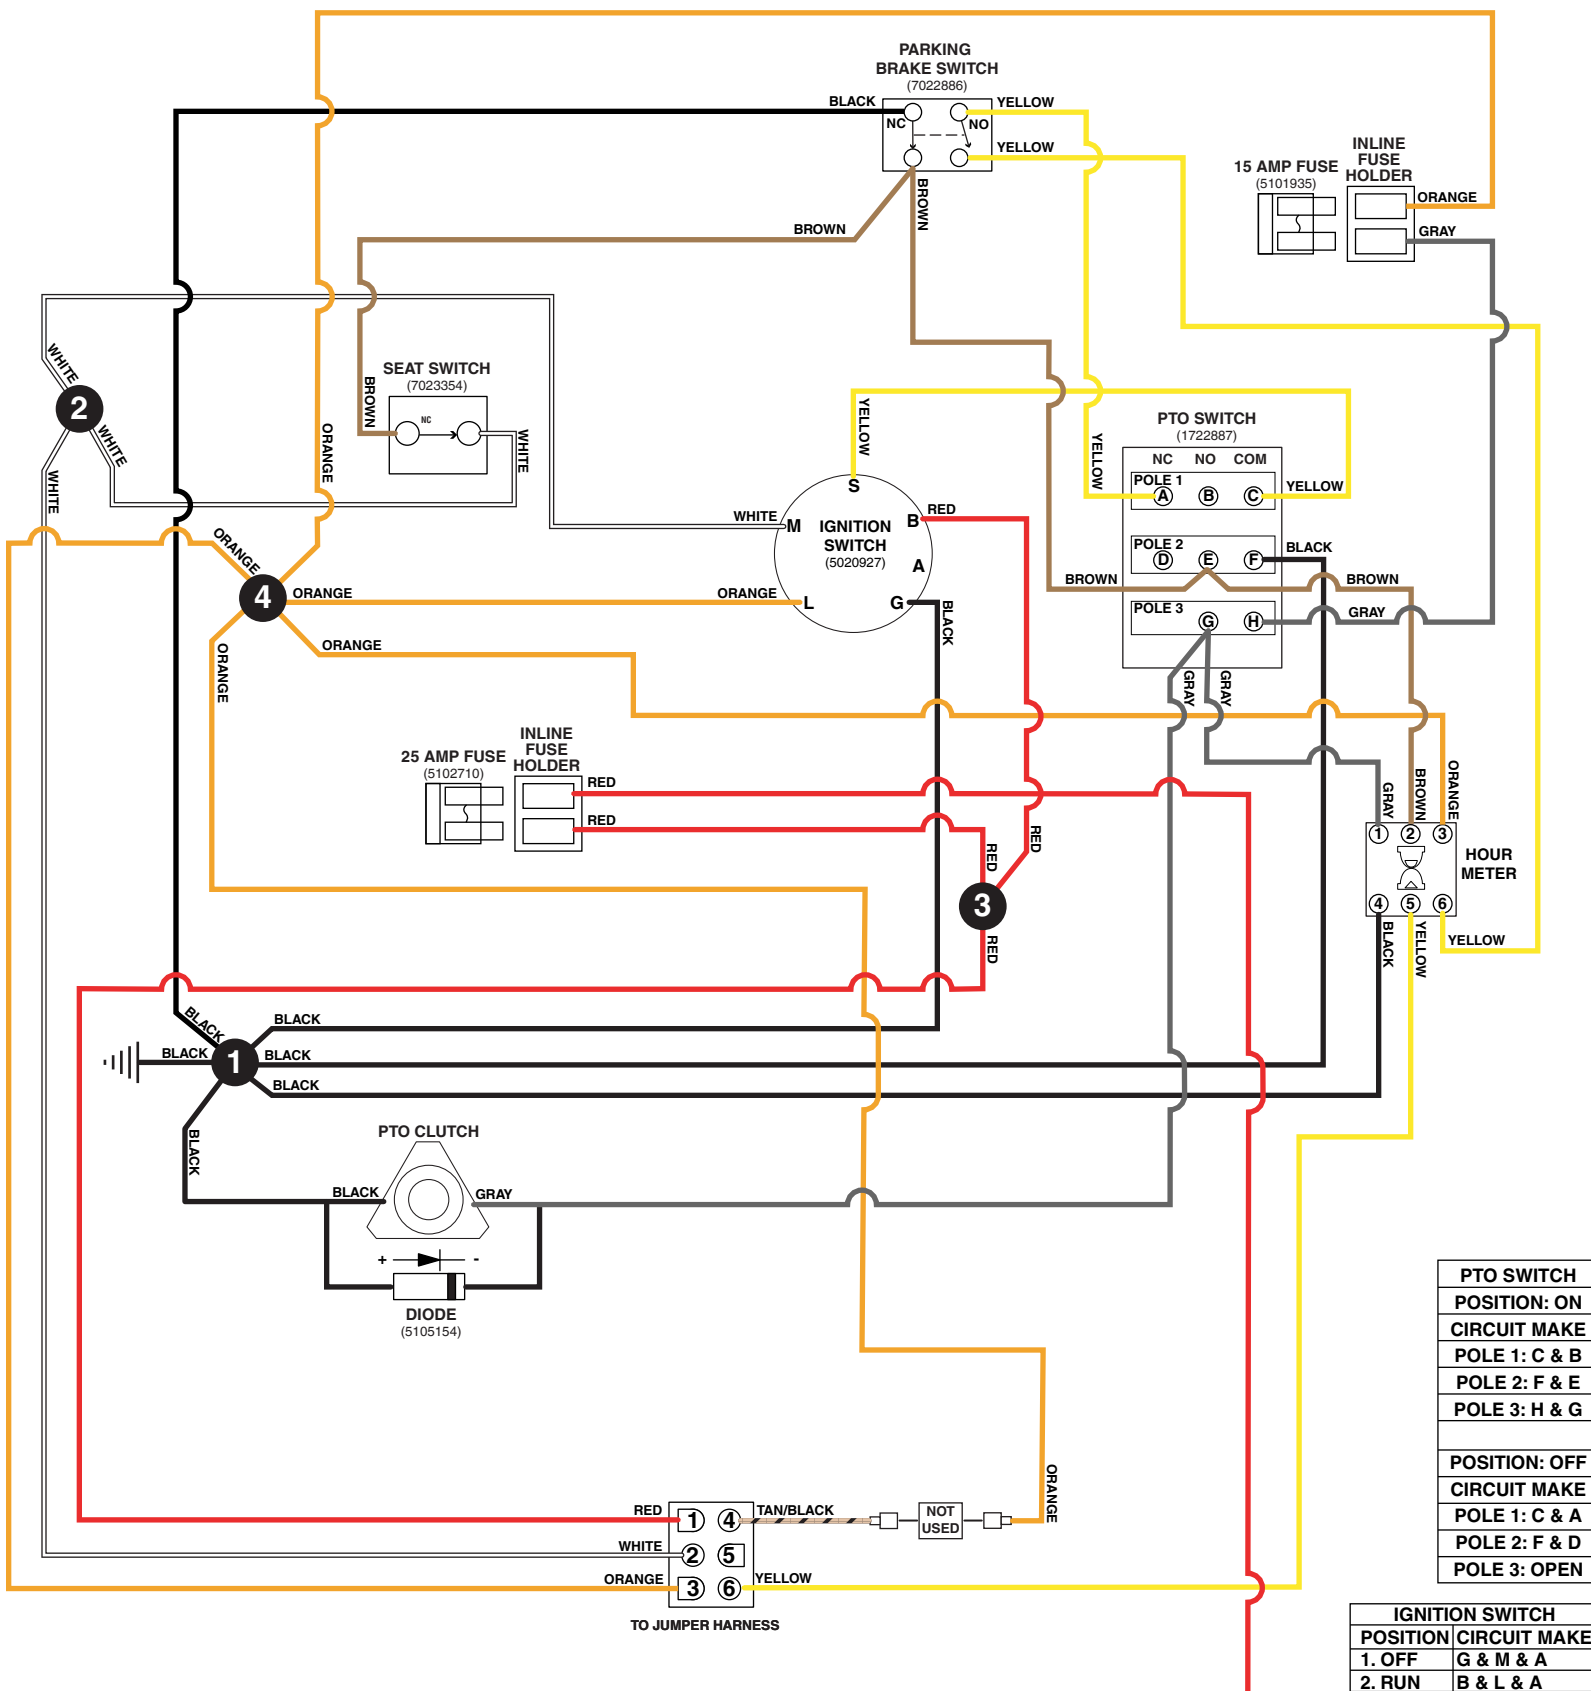 PARKING
BRAKE SWITCH
(7022886)
BLACK
YELLOW
NC
NO
YELLOW
BROWN
BROWN
15 AMP FUSE
(5101935)
INLINE
FUSE
HOLDER
ORANGE
GRAY
WHITE
2
WHITE
WHITE
SEAT SWITCH
(7023354)
NC
BROWN
WHITE
ORANGE
YELLOW
YELLOW
PTO SWITCH
(1722887)
NC NO COM
POLE 1
A B C
YELLOW
POLE 2
D E F
BLACK
BROWN
BROWN
POLE 3
G H
GRAY
GRAY
GRAY
S
WHITE
M
IGNITION
SWITCH
(5020927)
B
RED
A
L
G
BLACK
ORANGE
4
ORANGE
ORANGE
ORANGE
ORANGE
25 AMP FUSE
(5102710)
INLINE
FUSE
HOLDER
RED
RED
RED
RED
3
RED
GRAY
BROWN
ORANGE
1 2 3
HOUR
METER
4 5 6
BLACK
YELLOW
YELLOW
BLACK
BLACK
BLACK
1
BLACK
BLACK
BLACK
PTO CLUTCH
BLACK
GRAY
+ -
DIODE
(5105154)
RED
1 4
TAN/BLACK
NOT
USED
ORANGE
WHITE
2 5
ORANGE
3 6
YELLOW
TO JUMPER HARNESS
PTO SWITCH
POSITION: ON
CIRCUIT MAKE
POLE 1: C & B
POLE 2: F & E
POLE 3: H & G
POSITION: OFF
CIRCUIT MAKE
POLE 1: C & A
POLE 2: F & D
POLE 3: OPEN
IGNITION SWITCH
POSITION CIRCUIT MAKE
1. OFF G & M & A
2. RUN B & L & A